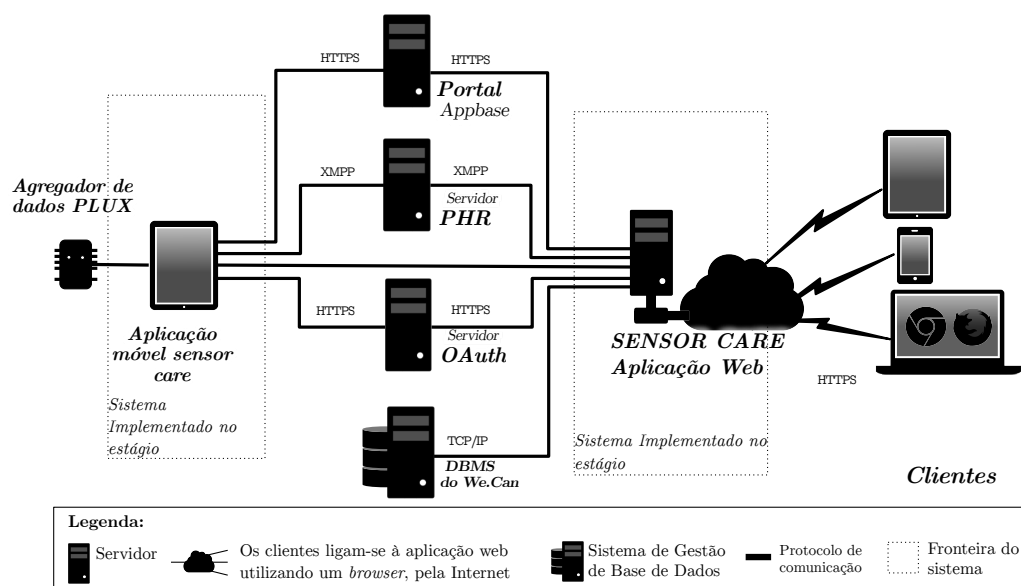 HTTPS
HTTPS
Portal
Appbase
XMPP
XMPP
Servidor
PHR
Agregador de
dados PLUX
Aplicação
móvel sensor
care
Sistema
Implementado no
estágio
HTTPS
HTTPS
Servidor
OAuth
TCP/IP
DBMS
do We.Can
SENSOR CARE
Aplicação Web
Sistema Implementado no
estágio
HTTPS
Clientes
Legenda:
Servidor
Os clientes ligam-se à aplicação web
utilizando um browser, pela Internet
Sistema de Gestão
de Base de Dados
Protocolo de
comunicação
Fronteira do
sistema